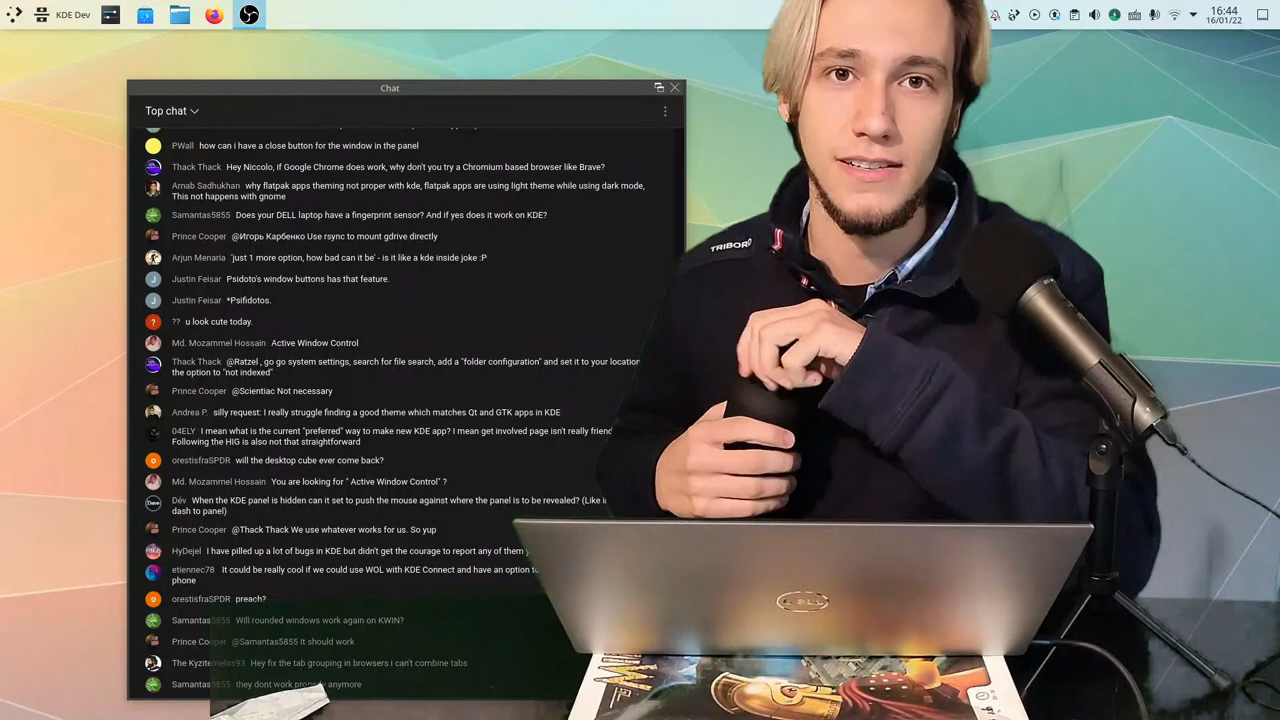 KDE Dev
16:44
16/01/22
Chat
Top chat
PWall how can i have a close button for the window in the panel
Thack Thack Hey Niccolo, if Google Chrome does work, why don't you try a Chromium based browser like Brave?
Arnab Sadhukhan why flatpak apps theming not proper with kde, flatpak apps are using light theme while using dark mode,
This not happens with gnome
Samantas5855 Does your DELL laptop have a fingerprint sensor? And if yes does it work on KDE?
Prince Cooper @Игорь Карбенко Use rsync to mount gdrive directly
Arjun Menaria 'just 1 more option, how bad can it be' - is it like a kde inside joke :P
J Justin Feisar Psidoto's window buttons has that feature.
J Justin Feisar *Psifidotos.
? ?? u look cute today.
Md. Mozammel Hossain Active Window Control
Thack Thack @Ratzel , go go system settings, search for file search, add a "folder configuration" and set it to your location
the option to "not indexed"
Prince Cooper @Scientiac Not necessary
Andrea P. silly request: I really struggle finding a good theme which matches Qt and GTK apps in KDE
04ELY I mean what is the current "preferred" way to make new KDE app? I mean get involved page isn't really friend
Following the HIG is also not that straightforward
o orestisfraSPDR will the desktop cube ever come back?
Md. Mozammel Hossain You are looking for " Active Window Control" ?
Dév When the KDE panel is hidden can it set to push the mouse against where the panel is to be revealed? (Like i
dash to panel)
Prince Cooper @Thack Thack We use whatever works for us. So yup
HyDejel I have pilled up a lot of bugs in KDE but didn't get the courage to report any of them
etiennec78 It could be really cool if we could use WOL with KDE Connect and have an option to
phone
o orestisfraSPDR preach?
Samantas5855 Will rounded windows work again on KWIN?
Prince Cooper @Samantas5855 It should work
The Kyzitemelos93 Hey fix the tab grouping in browsers i can't combine tabs
Samantas5855 they dont work properly anymore
TRIBORD
DELL